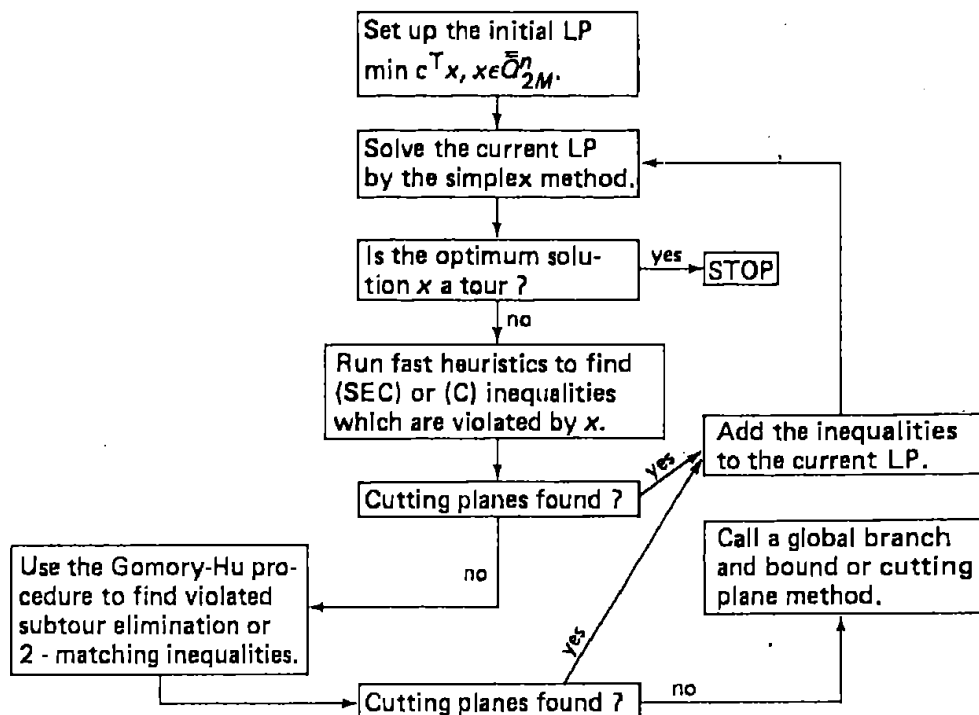 Set up the initial LP
min cᵀx, xϵQ̿ⁿ₂M.
Solve the current LP
by the simplex method.
Is the optimum solu-
tion x a tour ?
yes
STOP
no
Run fast heuristics to find
(SEC) or (C) inequalities
which are violated by x.
Cutting planes found ?
yes
Add the inequalities
to the current LP.
no
Use the Gomory-Hu pro-
cedure to find violated
subtour elimination or
2 - matching inequalities.
Cutting planes found ?
yes
no
Call a global branch
and bound or cutting
plane method.